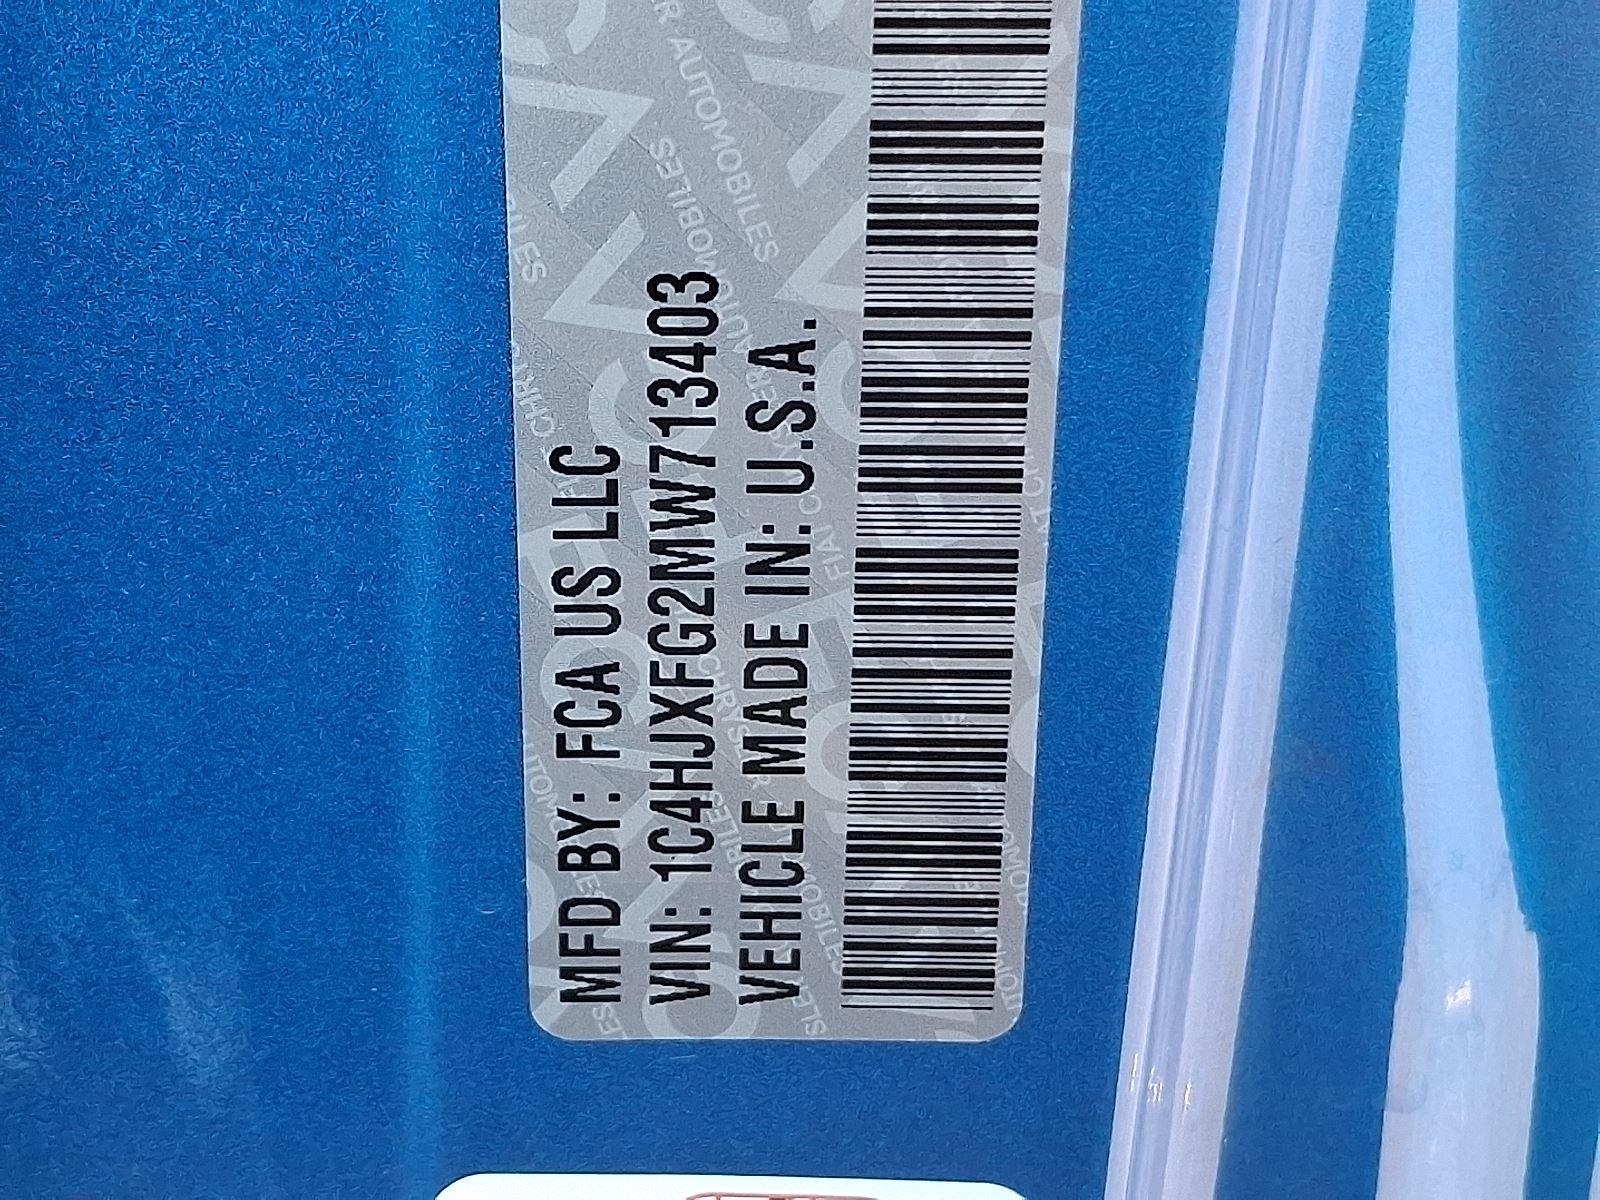 MFD BY: FCA US LLC
VIN: 1C4HJXFG2MW713403
VEHICLE MADE IN: U.S.A.